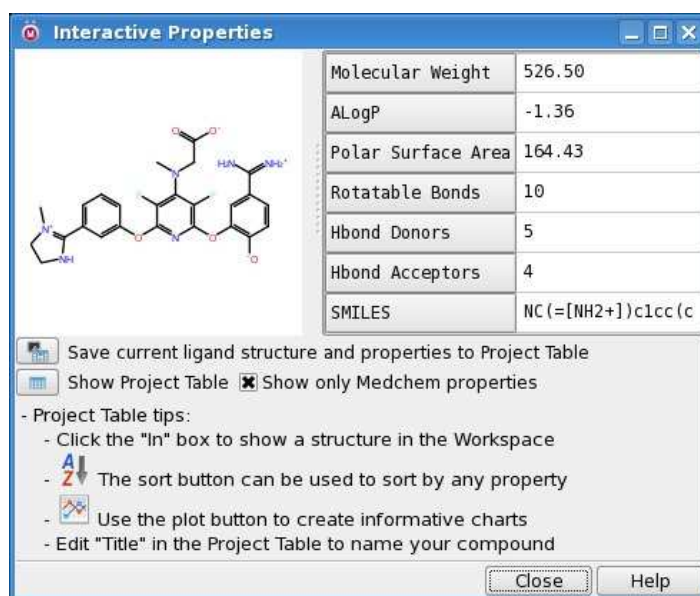 Interactive Properties
Molecular Weight 526.50
ALogP -1.36
Polar Surface Area 164.43
Rotatable Bonds 10
Hbond Donors 5
Hbond Acceptors 4
SMILES NC(=[NH2+])c1cc(c
O O-
N H2N NH2+
N+ F F
NH O N O O
Save current ligand structure and properties to Project Table
Show Project Table Show only Medchem properties
- Project Table tips:
- Click the "In" box to show a structure in the Workspace
- AZ The sort button can be used to sort by any property
- Use the plot button to create informative charts
- Edit "Title" in the Project Table to name your compound
Close Help